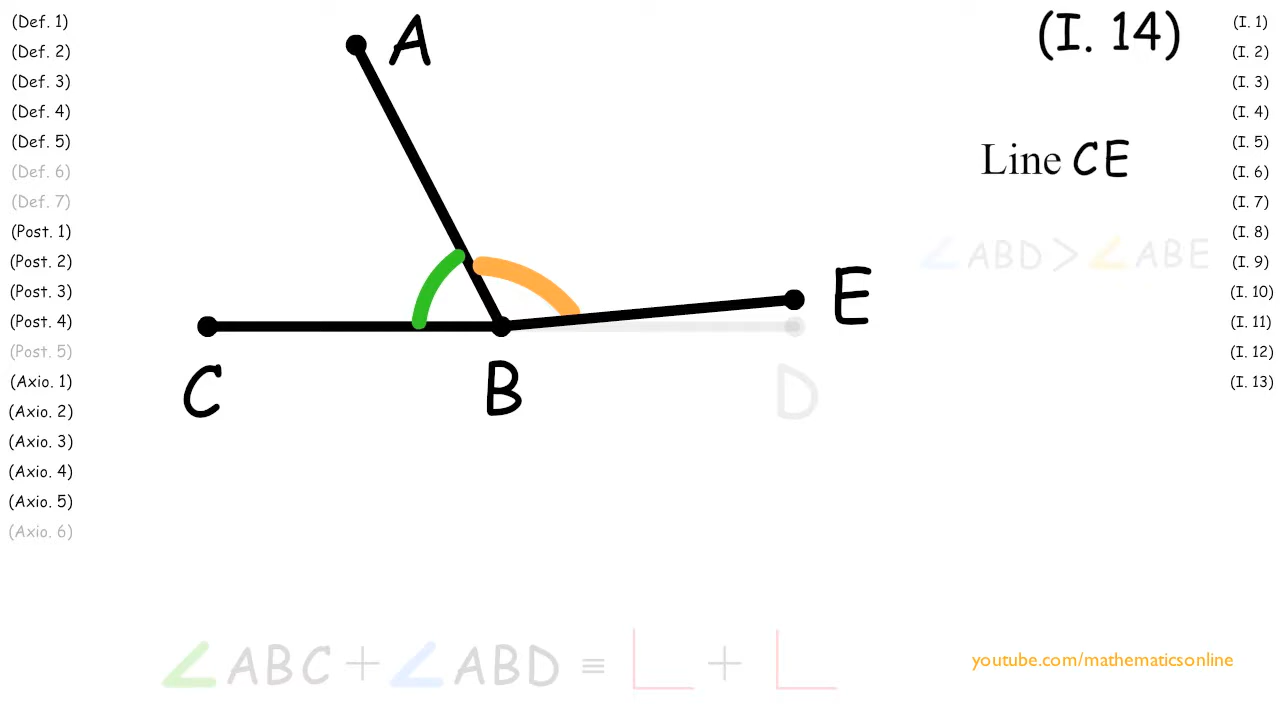 (Def. 1)
(Def. 2)
(Def. 3)
(Def. 4)
(Def. 5)
(Def. 6)
(Def. 7)
(Post. 1)
(Post. 2)
(Post. 3)
(Post. 4)
(Post. 5)
(Axio. 1)
(Axio. 2)
(Axio. 3)
(Axio. 4)
(Axio. 5)
(Axio. 6)
A
E
C
B
D
(I. 14)
Line CE
∠ABD > ∠ABE
(I. 1)
(I. 2)
(I. 3)
(I. 4)
(I. 5)
(I. 6)
(I. 7)
(I. 8)
(I. 9)
(I. 10)
(I. 11)
(I. 12)
(I. 13)
∠ABC + ∠ABD ≡ ∟ + ∟
youtube.com/mathematicsonline